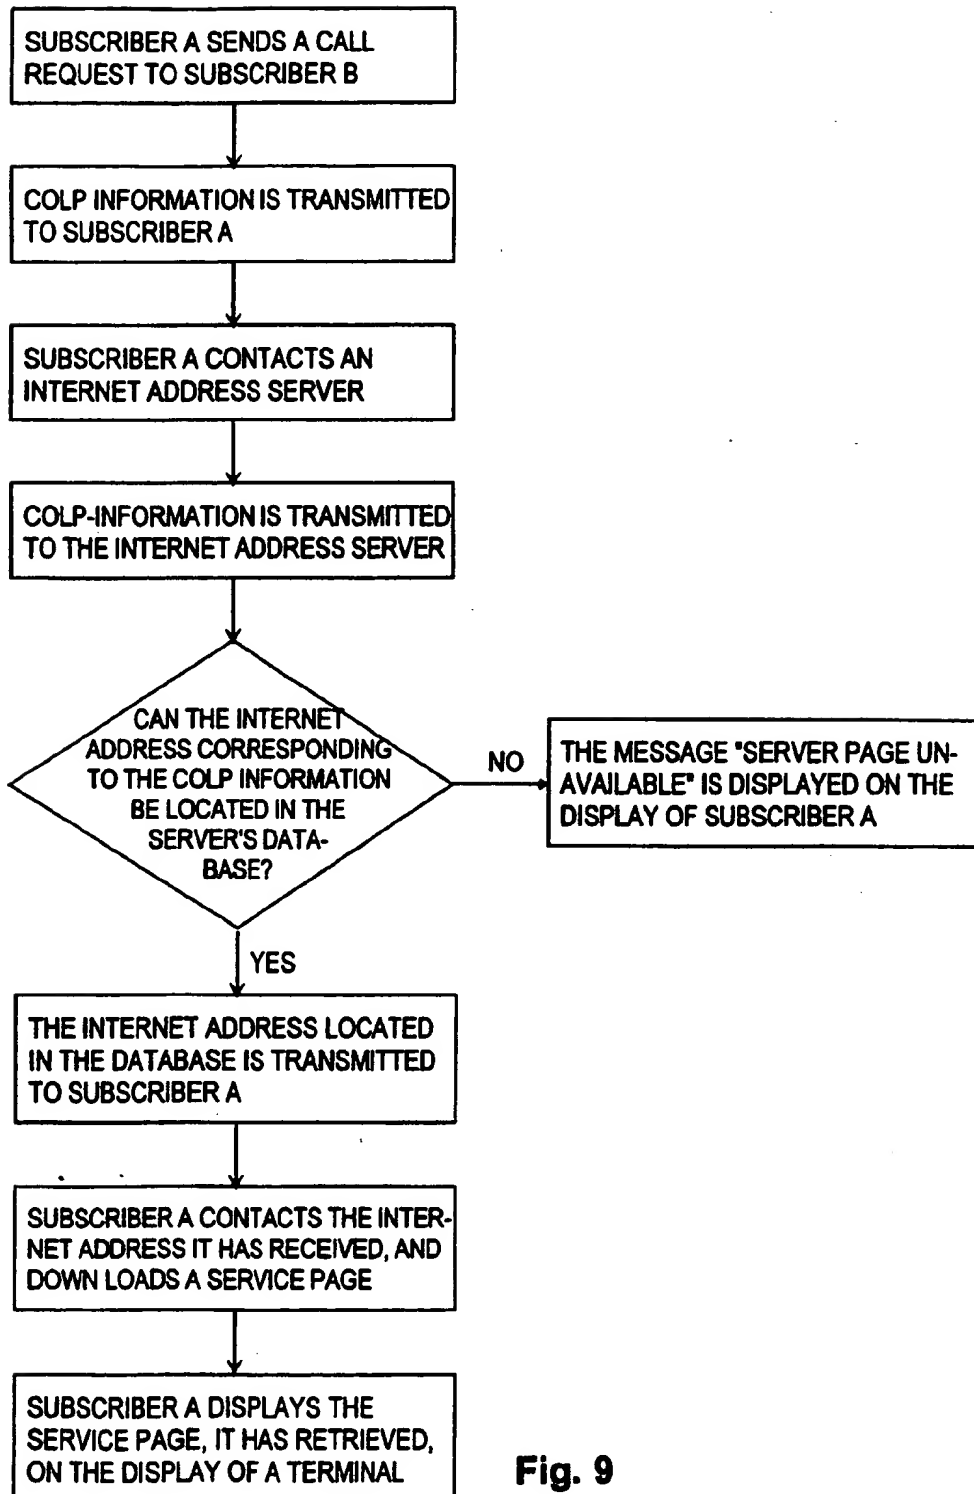 SUBSCRIBER A SENDS A CALL
REQUEST TO SUBSCRIBER B
COLP INFORMATION IS TRANSMITTED
TO SUBSCRIBER A
SUBSCRIBER A CONTACTS AN
INTERNET ADDRESS SERVER
COLP-INFORMATION IS TRANSMITTED
TO THE INTERNET ADDRESS SERVER
CAN THE INTERNET
ADDRESS CORRESPONDING
TO THE COLP INFORMATION
BE LOCATED IN THE
SERVER'S DATA-
BASE?
NO
THE MESSAGE "SERVER PAGE UN-
AVAILABLE" IS DISPLAYED ON THE
DISPLAY OF SUBSCRIBER A
YES
THE INTERNET ADDRESS LOCATED
IN THE DATABASE IS TRANSMITTED
TO SUBSCRIBER A
SUBSCRIBER A CONTACTS THE INTER-
NET ADDRESS IT HAS RECEIVED, AND
DOWN LOADS A SERVICE PAGE
SUBSCRIBER A DISPLAYS THE
SERVICE PAGE, IT HAS RETRIEVED,
ON THE DISPLAY OF A TERMINAL
Fig. 9